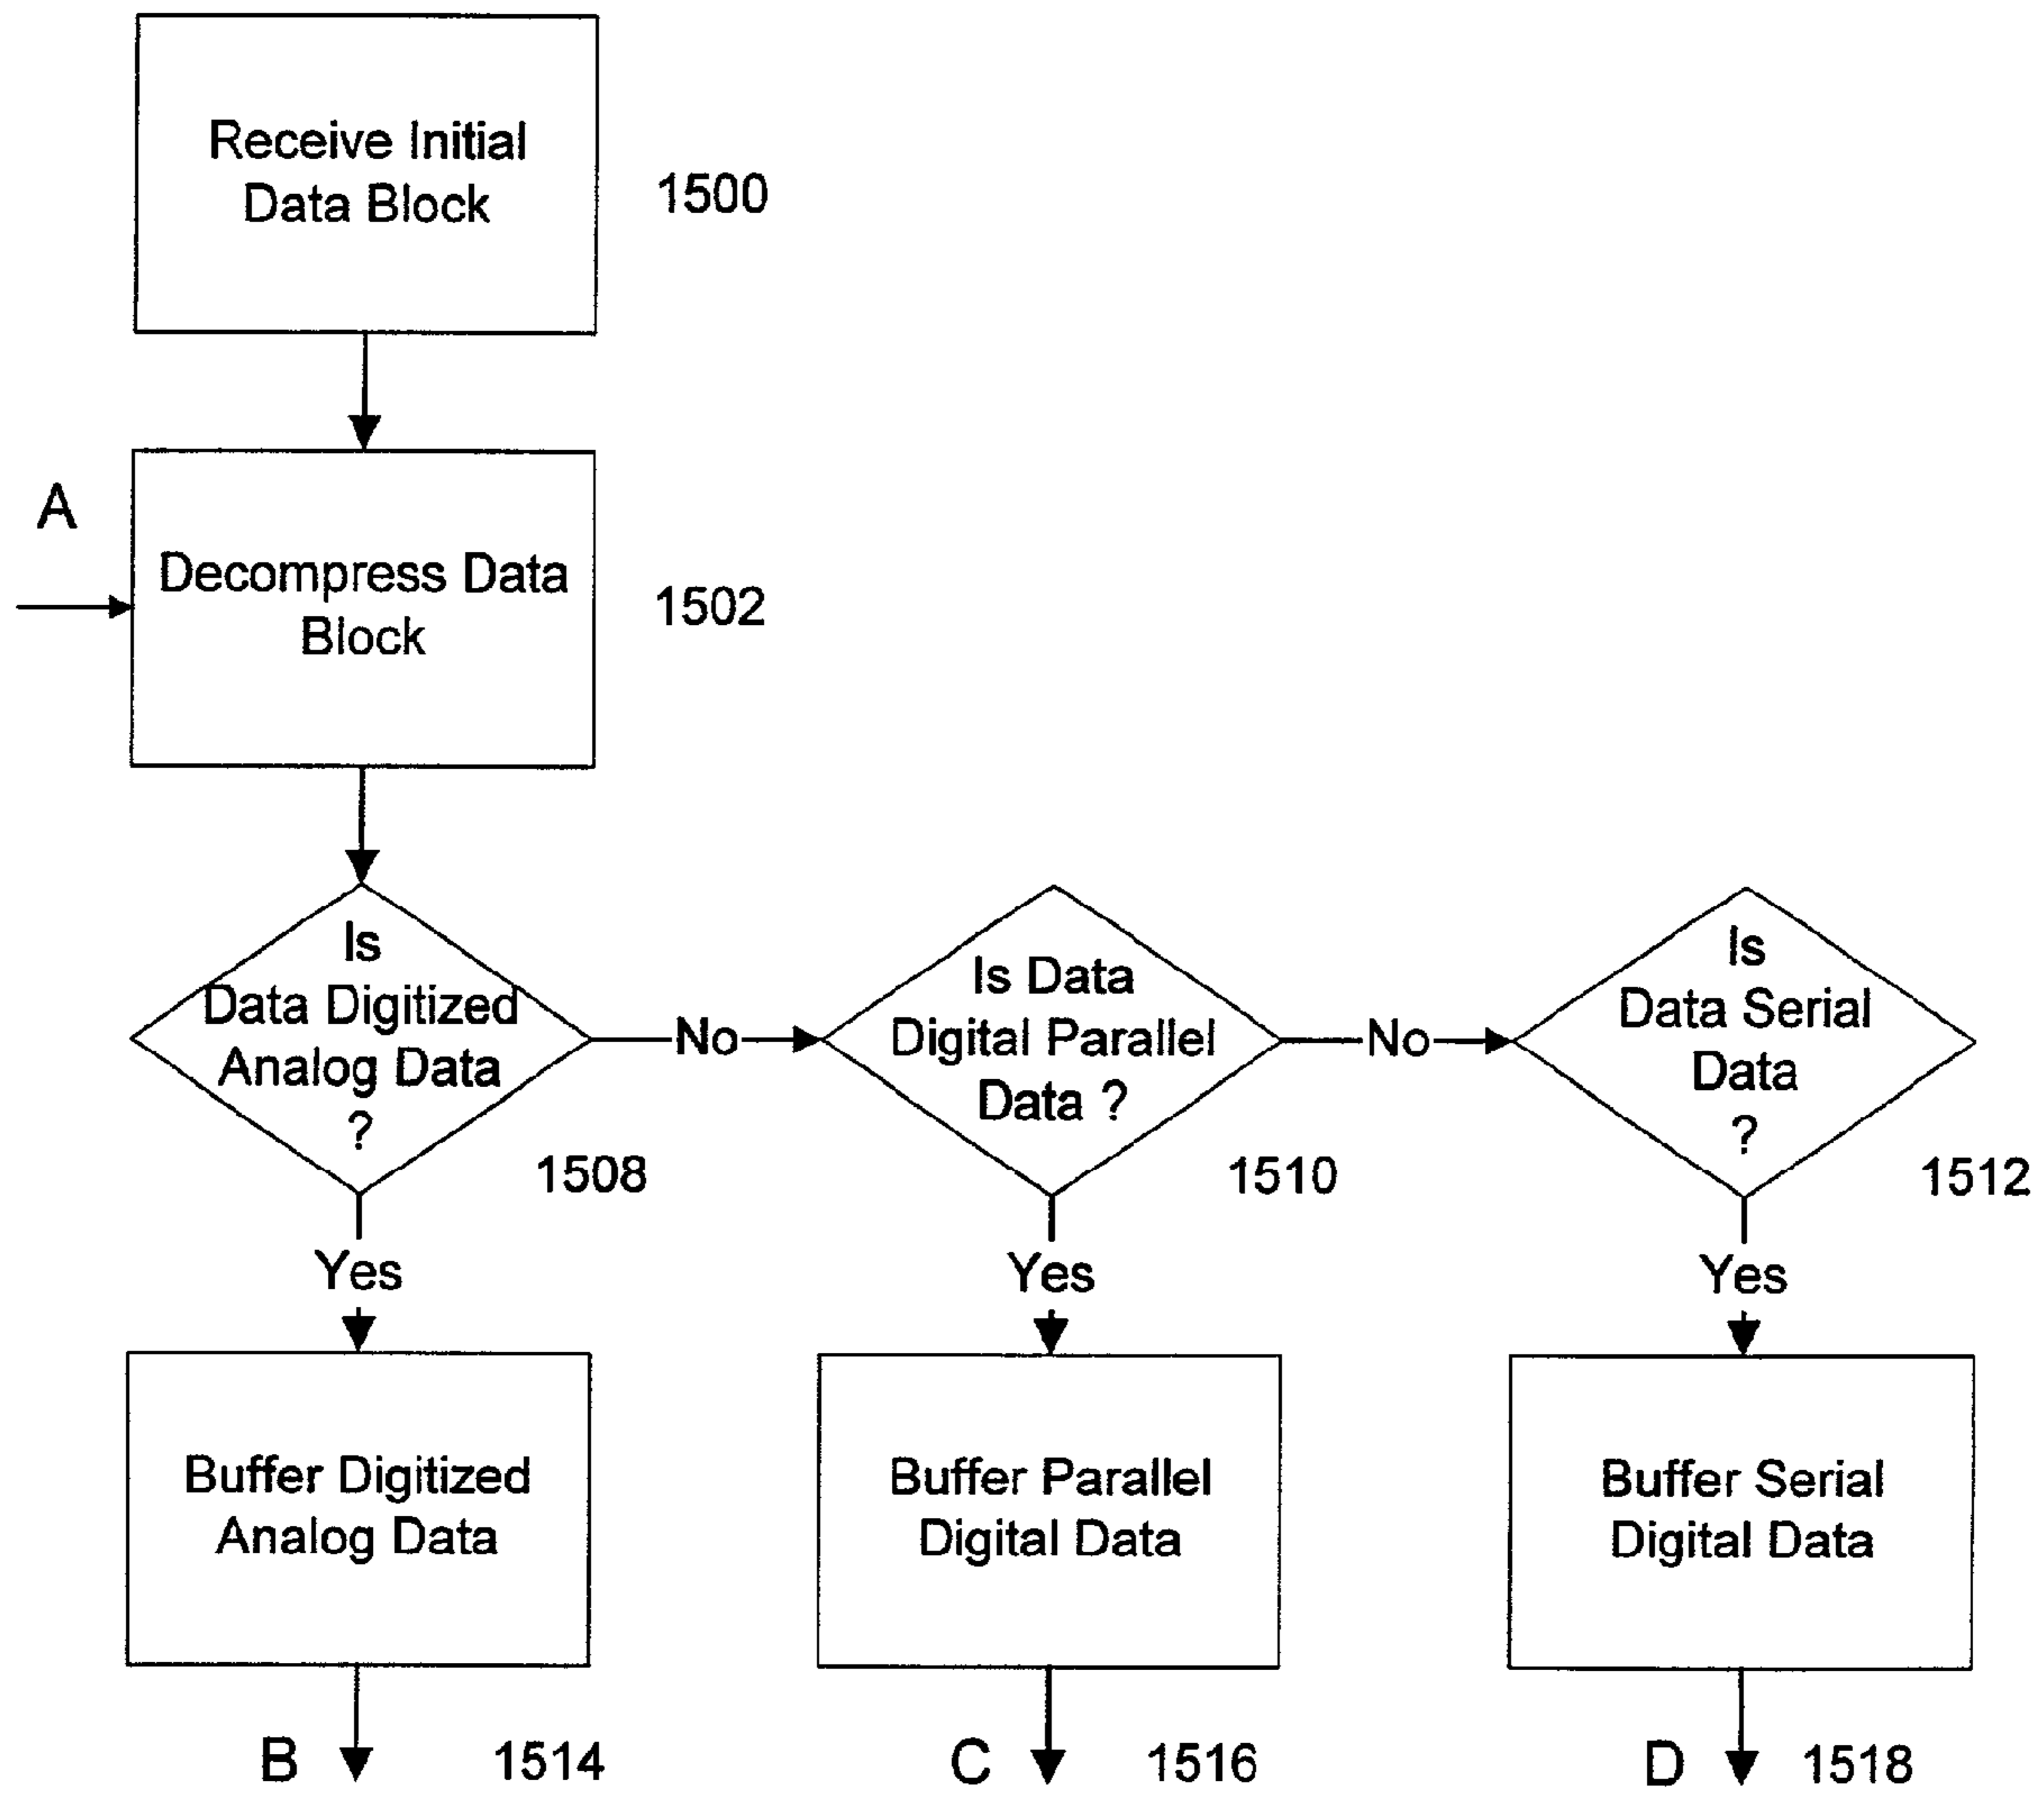 Receive Initial
Data Block
1500
A
Decompress Data
Block
1502
Is
Data Digitized
Analog Data
?
1508
No
Is Data
Digital Parallel
Data ?
1510
No
Is
Data Serial
Data
?
1512
Yes
Yes
Yes
Buffer Digitized
Analog Data
Buffer Parallel
Digital Data
Buffer Serial
Digital Data
B
1514
C
1516
D
1518